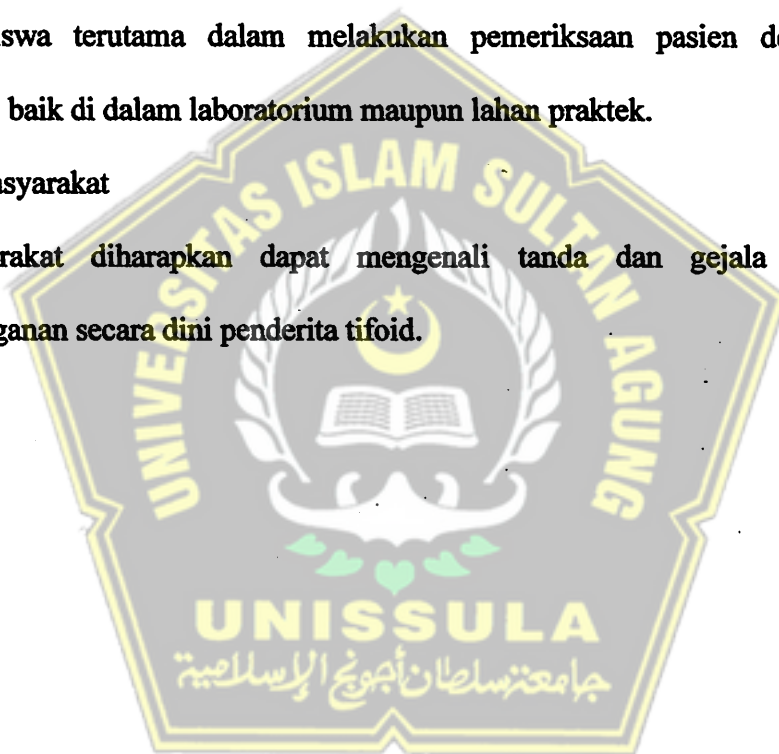 swa terutama dalam melakukan pemeriksaan pasien de
baik di dalam laboratorium maupun lahan praktek.
asyarakat
rakat diharapkan dapat mengenali tanda dan gejala
ganan secara dini penderita tifoid.
UNIVERSITAS ISLAM SULTAN AGUNG
UNISSULA
جامعة سلطان أجونج الإسلامية